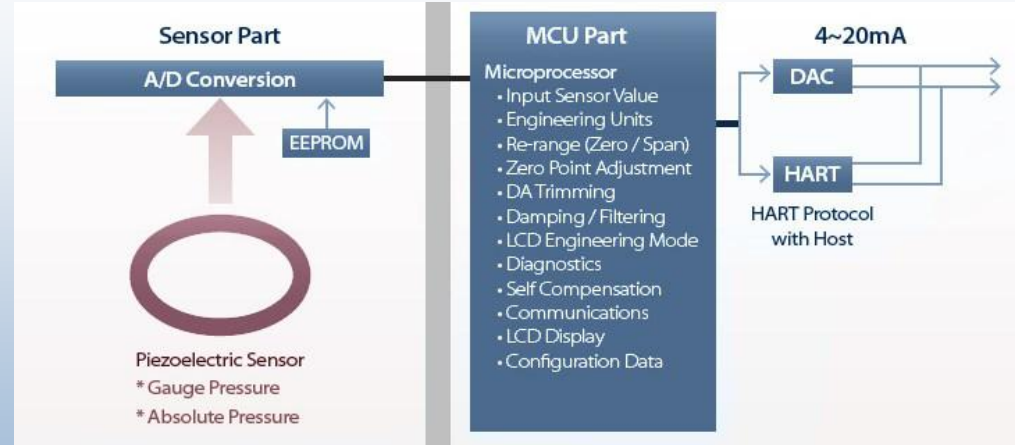 Sensor Part
A/D Conversion
EEPROM
Piezoelectric Sensor
* Gauge Pressure
* Absolute Pressure
MCU Part
Microprocessor
• Input Sensor Value
• Engineering Units
• Re-range (Zero / Span)
• Zero Point Adjustment
• DA Trimming
• Damping / Filtering
• LCD Engineering Mode
• Diagnostics
• Self Compensation
• Communications
• LCD Display
• Configuration Data
4~20mA
DAC
HART
HART Protocol
with Host